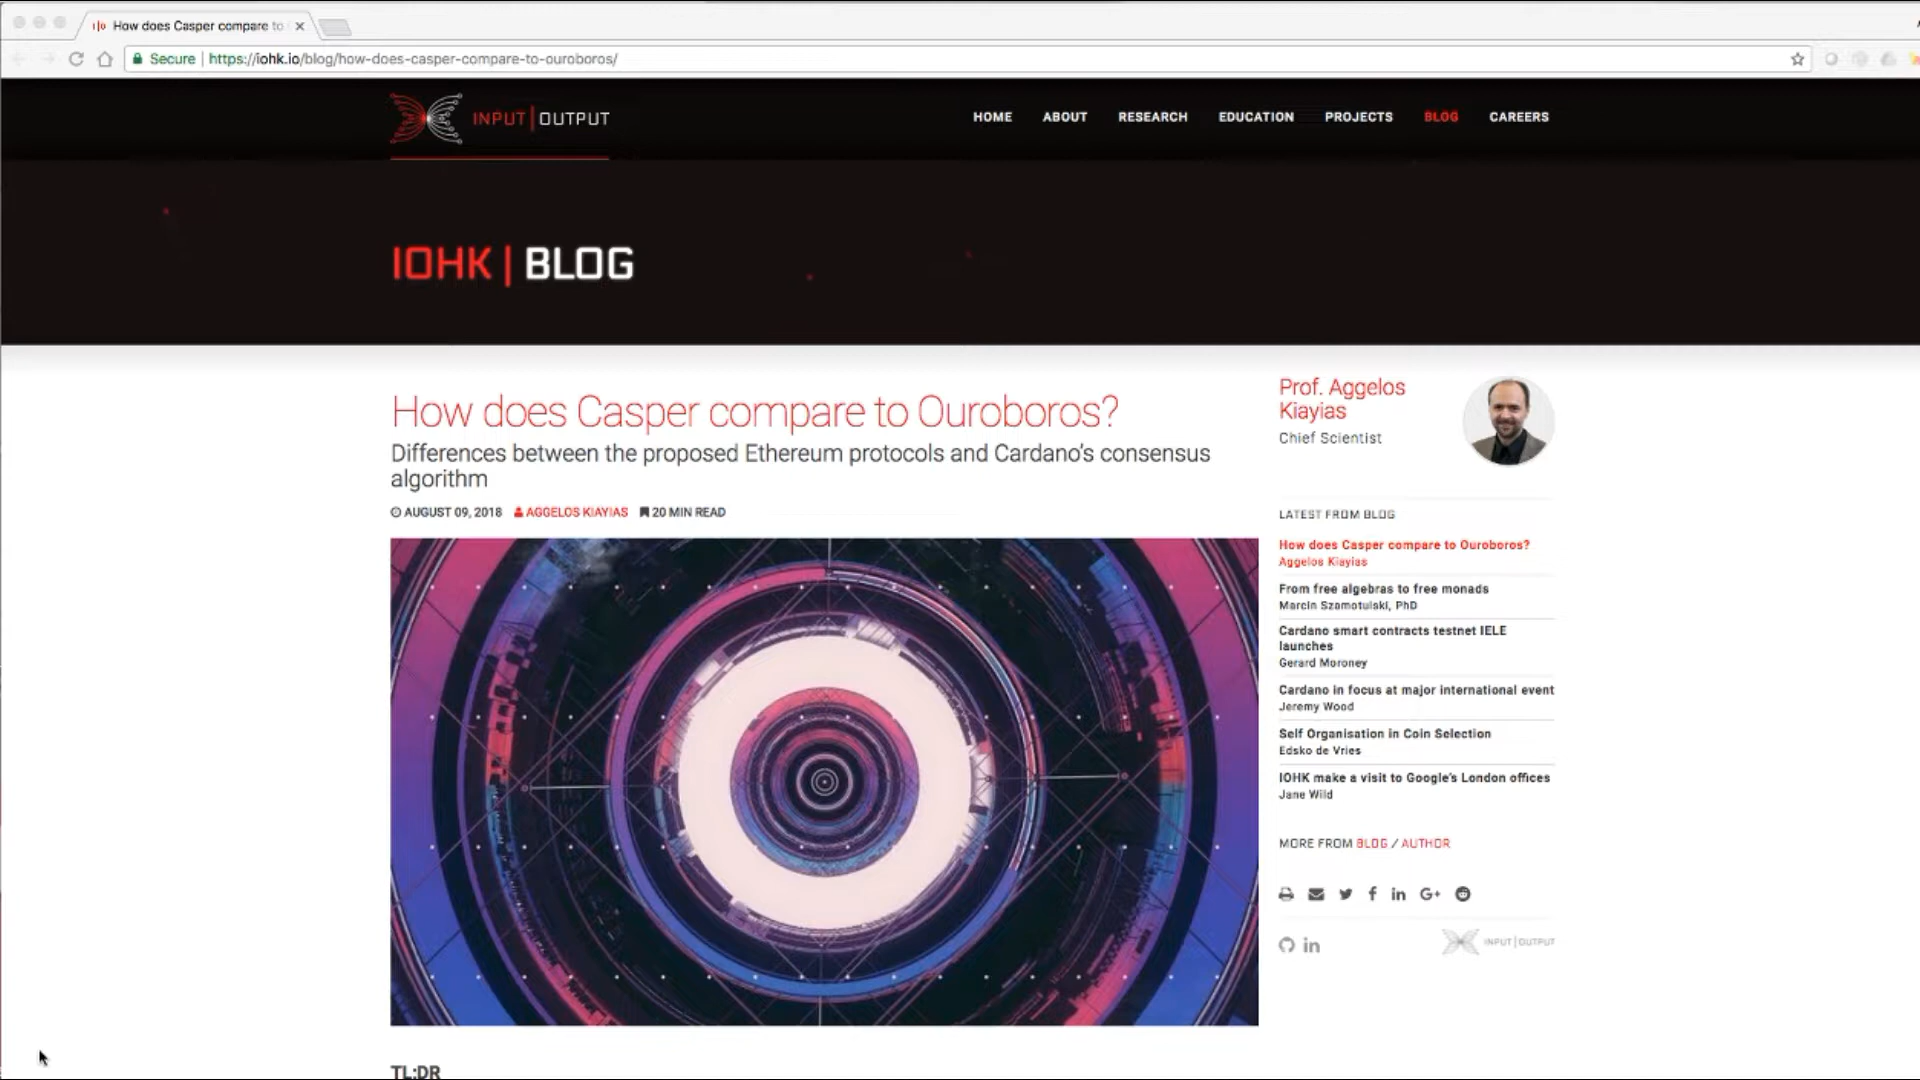 How does Casper compare to
Secure | https://iohk.io/blog/how-does-casper-compare-to-ouroboros/
INPUT | OUTPUT
HOME ABOUT RESEARCH EDUCATION PROJECTS BLOG CAREERS
IOHK | BLOG
How does Casper compare to Ouroboros?
Differences between the proposed Ethereum protocols and Cardano's consensus
algorithm
AUGUST 09, 2018 AGGELOS KIAYIAS 20 MIN READ
TL;DR
Prof. Aggelos
Kiayias
Chief Scientist
LATEST FROM BLOG
How does Casper compare to Ouroboros?
Aggelos Kiayias
From free algebras to free monads
Marcin Szamotulski, PhD
Cardano smart contracts testnet IELE
launches
Gerard Moroney
Cardano in focus at major international event
Jeremy Wood
Self Organisation in Coin Selection
Edsko de Vries
IOHK make a visit to Google's London offices
Jane Wild
MORE FROM BLOG / AUTHOR
INPUT | OUTPUT